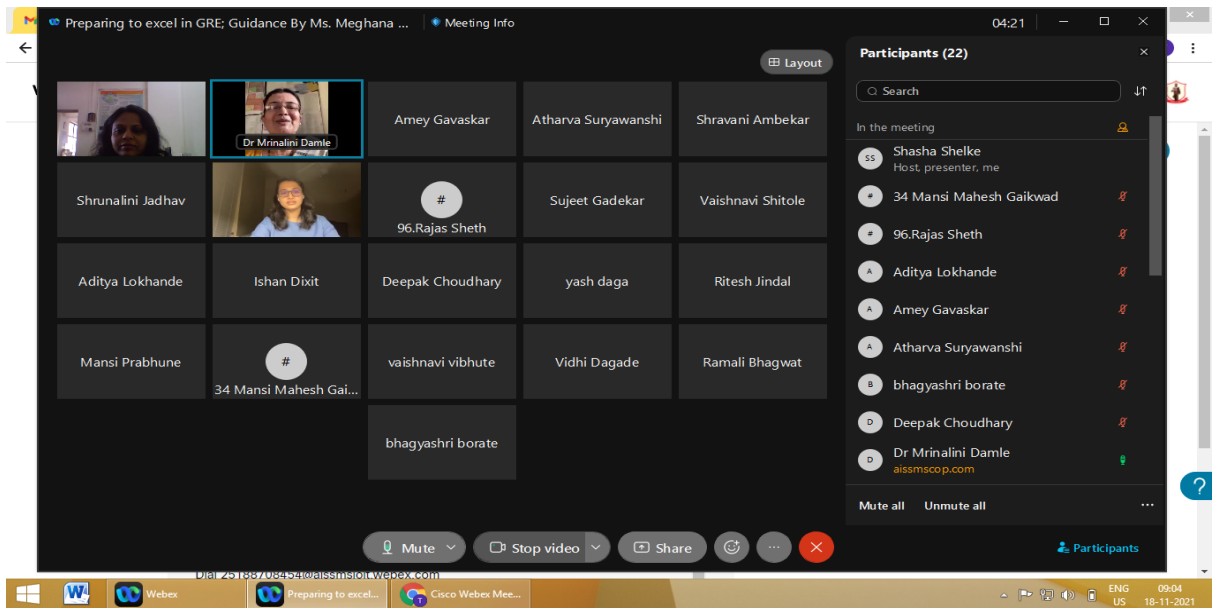 Preparing to excel in GRE; Guidance By Ms. Meghana ...
Meeting Info
04:21
Layout
Dr Mrinalini Damle
Amey Gavaskar
Atharva Suryawanshi
Shravani Ambekar
Shrunalini Jadhav
#
96.Rajas Sheth
Sujeet Gadekar
Vaishnavi Shitole
Aditya Lokhande
Ishan Dixit
Deepak Choudhary
yash daga
Ritesh Jindal
Mansi Prabhune
#
34 Mansi Mahesh Gai...
vaishnavi vibhute
Vidhi Dagade
Ramali Bhagwat
bhagyashri borate
Participants (22)
Search
In the meeting
SS
Shasha Shelke
Host, presenter, me
#
34 Mansi Mahesh Gaikwad
#
96.Rajas Sheth
A
Aditya Lokhande
A
Amey Gavaskar
A
Atharva Suryawanshi
B
bhagyashri borate
D
Deepak Choudhary
D
Dr Mrinalini Damle
aissmscop.com
Mute all Unmute all
Mute
Stop video
Share
Participants
Dial 25188708454@aissmsioit.webex.com
W
Webex
Preparing to excel...
Cisco Webex Mee...
ENG
US
09:04
18-11-2021